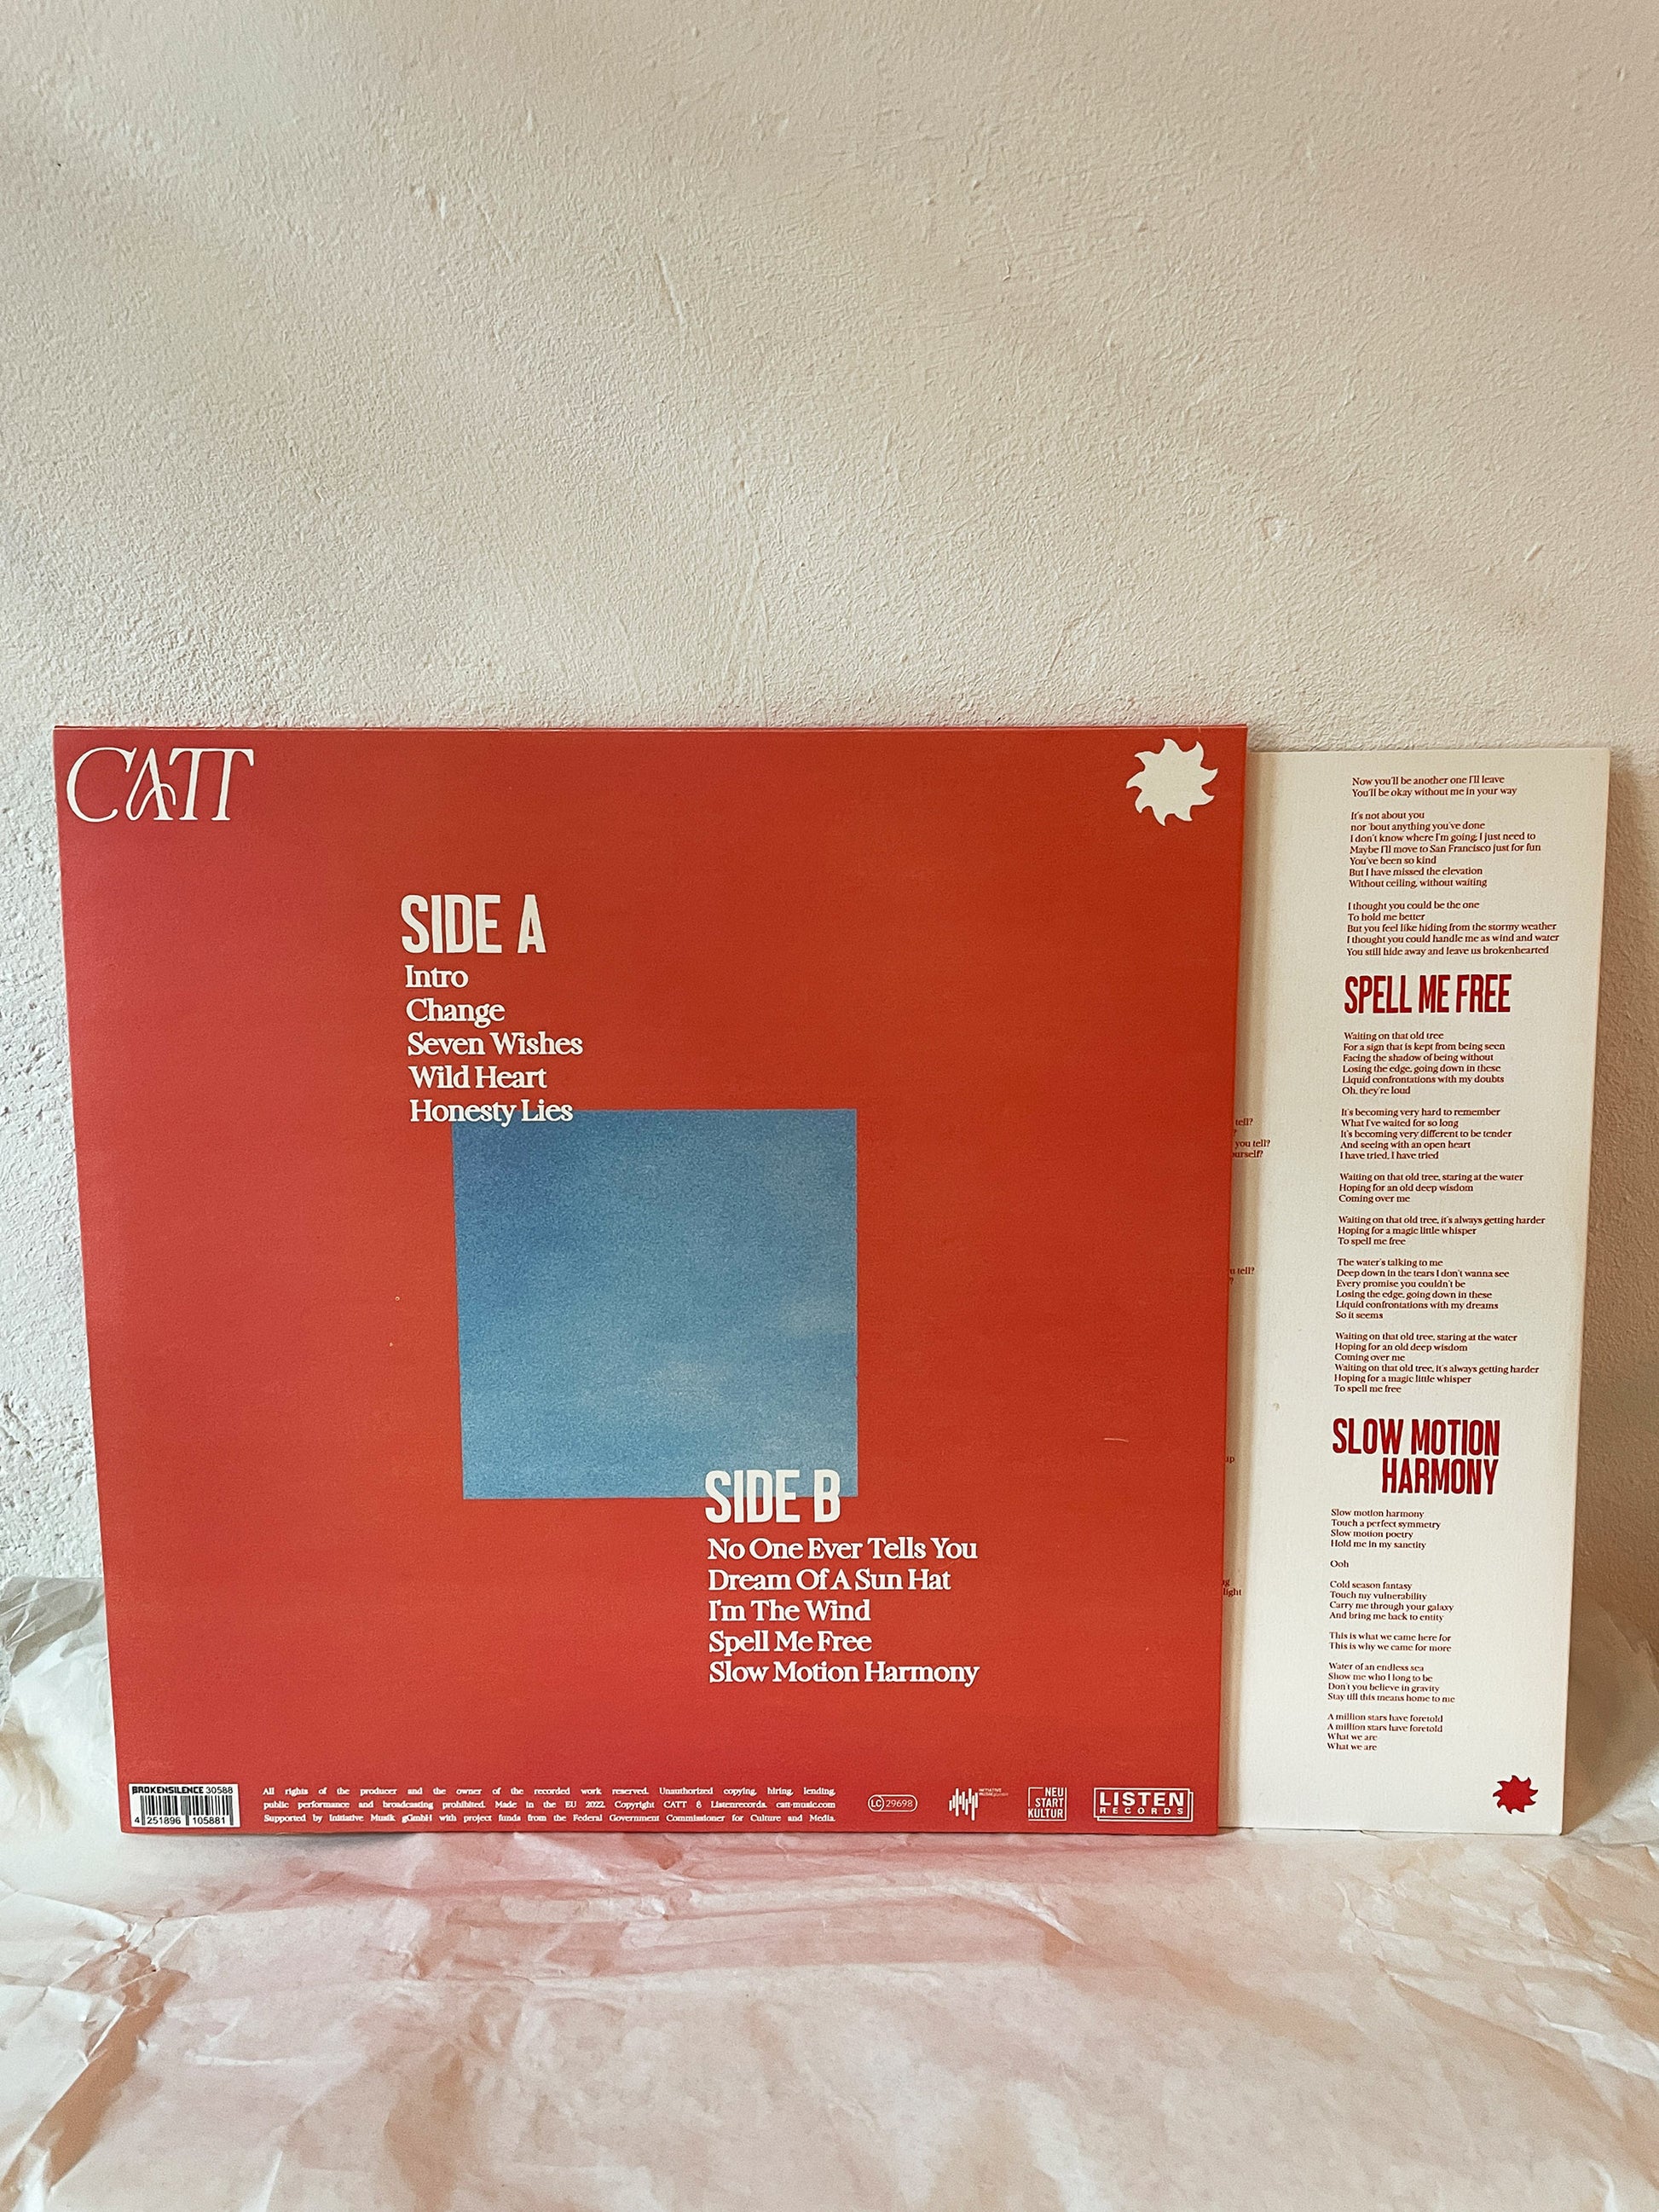 CATT
SIDE A
Intro
Change
Seven Wishes
Wild Heart
Honesty Lies
SIDE B
No One Ever Tells You
Dream Of A Sun Hat
I'm The Wind
Spell Me Free
Slow Motion Harmony
BROKENSILENCE 30588
4 251896 105881
All rights of the producer and the owner of the recorded work reserved. Unauthorized copying, hiring, lending,
public performance and broadcasting prohibited. Made in the EU 2022. Copyright CATT & Listenrecords. catt-music.com
Supported by Initiative Musik gGmbH with project funds from the Federal Government Commissioner for Culture and Media.
LC 29698
INITIATIVE
MUSIK
NEU
START
KULTUR
LISTEN
RECORDS
tell?
?
you tell?
ourself?
u tell?
?
up
ng
light
Now you'll be another one I'll leave
You'll be okay without me in your way
It's not about you
nor 'bout anything you've done
I don't know where I'm going, I just need to
Maybe I'll move to San Francisco just for fun
You've been so kind
But I have missed the elevation
Without ceiling, without waiting
I thought you could be the one
To hold me better
But you feel like hiding from the stormy weather
I thought you could handle me as wind and water
You still hide away and leave us brokenhearted
SPELL ME FREE
Waiting on that old tree
For a sign that is kept from being seen
Facing the shadow of being without
Losing the edge, going down in these
Liquid confrontations with my doubts
Oh, they're loud
It's becoming very hard to remember
What I've waited for so long
It's becoming very different to be tender
And seeing with an open heart
I have tried, I have tried
Waiting on that old tree, staring at the water
Hoping for an old deep wisdom
Coming over me
Waiting on that old tree, it's always getting harder
Hoping for a magic little whisper
To spell me free
The water's talking to me
Deep down in the tears I don't wanna see
Every promise you couldn't be
Losing the edge, going down in these
Liquid confrontations with my dreams
So it seems
Waiting on that old tree, staring at the water
Hoping for an old deep wisdom
Coming over me
Waiting on that old tree, it's always getting harder
Hoping for a magic little whisper
To spell me free
SLOW MOTION
HARMONY
Slow motion harmony
Touch a perfect symmetry
Slow motion poetry
Hold me in my sanctity
Ooh
Cold season fantasy
Touch my vulnerability
Carry me through your galaxy
And bring me back to entity
This is what we came here for
This is why we came for more
Water of an endless sea
Show me who I long to be
Don't you believe in gravity
Stay till this means home to me
A million stars have foretold
A million stars have foretold
What we are
What we are